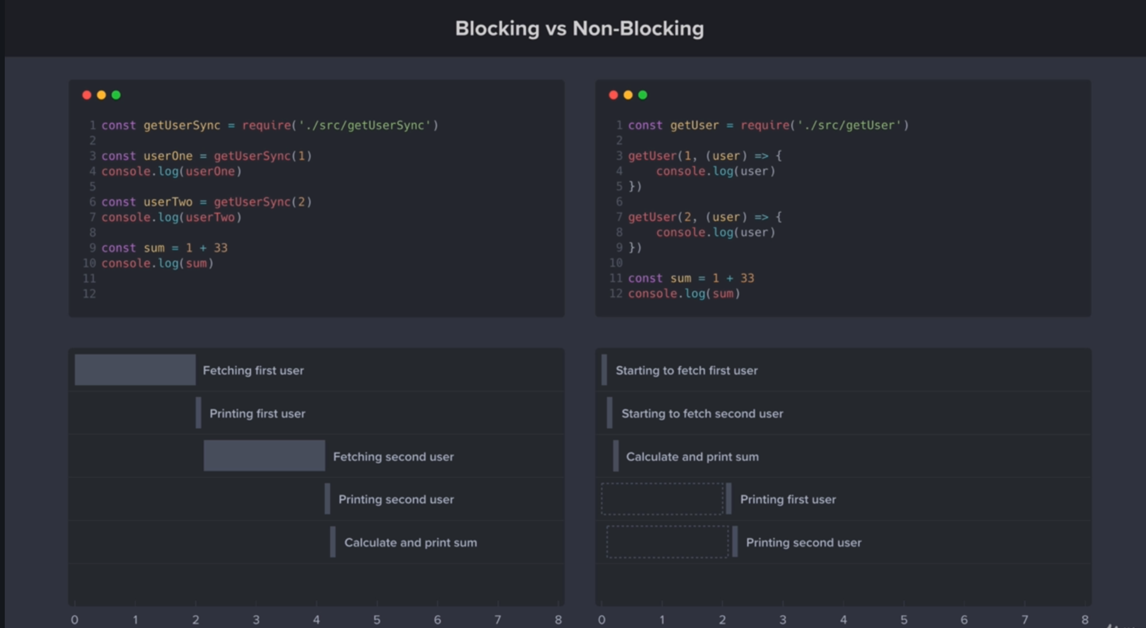 Blocking vs Non-Blocking
1 const getUserSync = require('./src/getUserSync')
2
3 const userOne = getUserSync(1)
4 console.log(userOne)
5
6 const userTwo = getUserSync(2)
7 console.log(userTwo)
8
9 const sum = 1 + 33
10 console.log(sum)
11
12
1 const getUser = require('./src/getUser')
2
3 getUser(1, (user) => {
4     console.log(user)
5 })
6
7 getUser(2, (user) => {
8     console.log(user)
9 })
10
11 const sum = 1 + 33
12 console.log(sum)
Fetching first user
Printing first user
Fetching second user
Printing second user
Calculate and print sum
0 1 2 3 4 5 6 7 8
Starting to fetch first user
Starting to fetch second user
Calculate and print sum
Printing first user
Printing second user
0 1 2 3 4 5 6 7 8